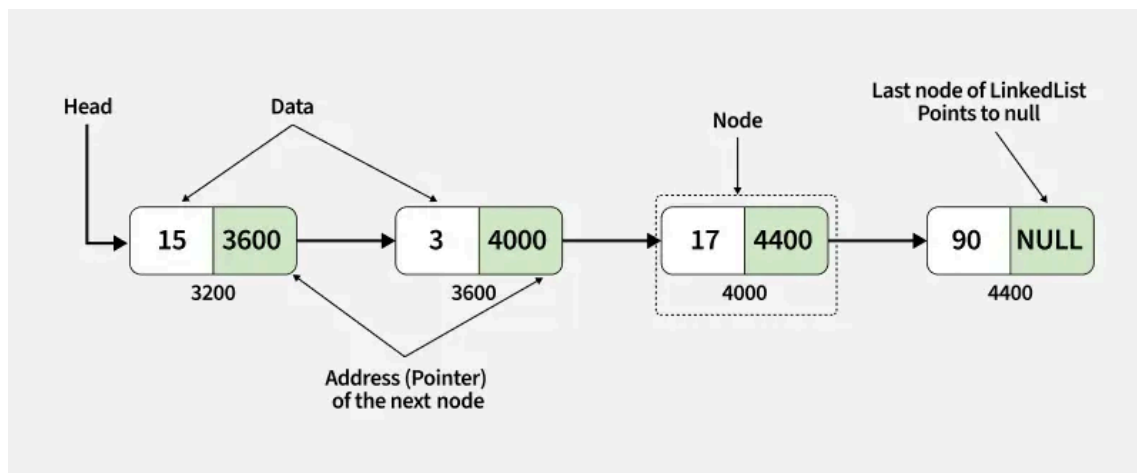 Head
Data
Node
Last node of LinkedList
Points to null
15 3600
3 4000
17 4400
90 NULL
3200
3600
4000
4400
Address (Pointer)
of the next node